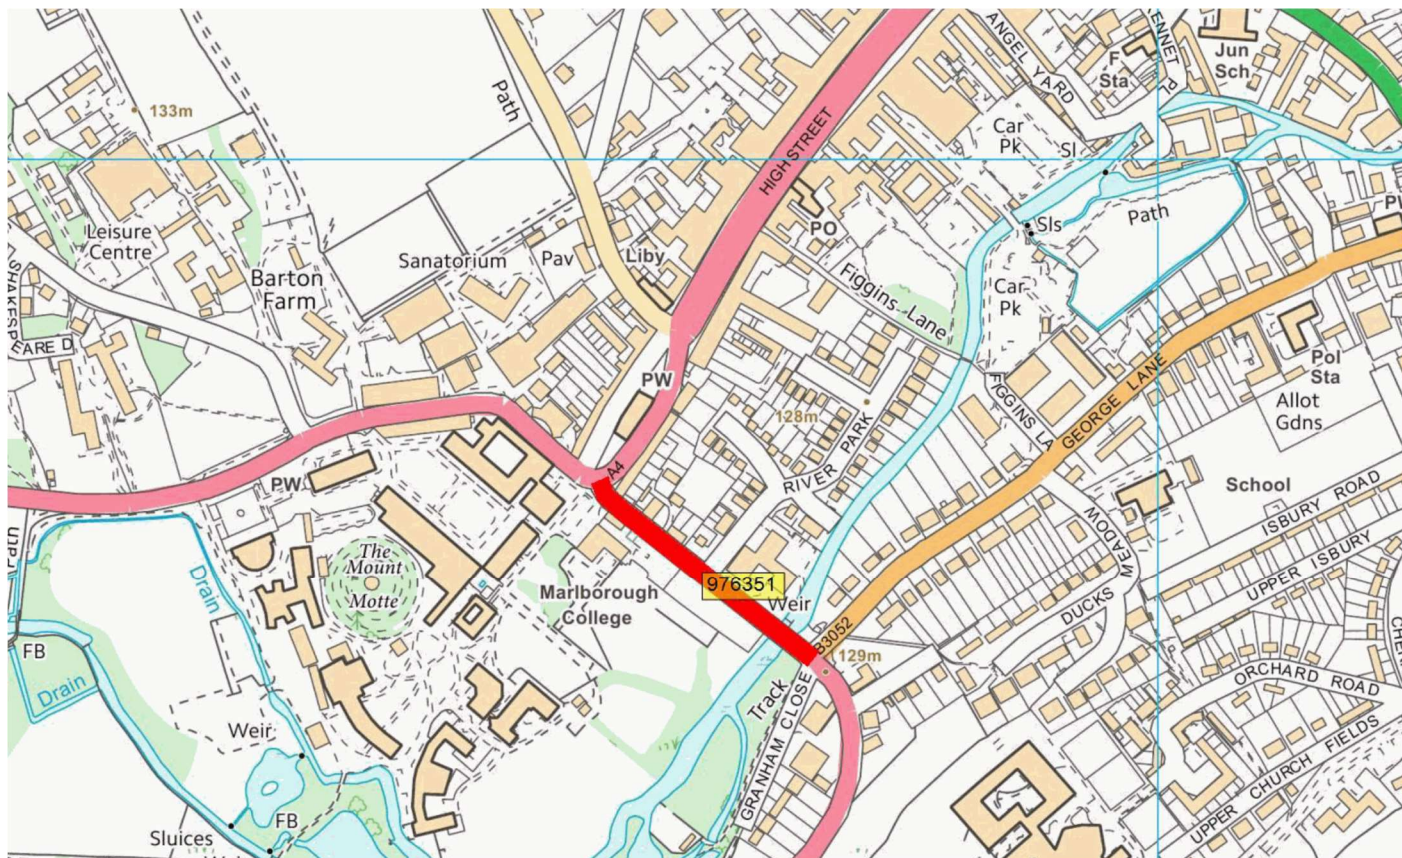 ANGEL YARD
F
Sta
Jun
Sch
133m
Path
Car
Pk
Sl
HIGH STREET
Leisure
Centre
Sanatorium
Pav
Liby
PO
Sls
Path
Barton
Farm
Figgins Lane
Car
Pk
PW
128m
FIGGINS LA
GEORGE LANE
Pol
Sta
Allot
Gdns
A4
RIVER PARK
School
PW
ISBURY ROAD
UPPER ISBURY
The
Mount
Motte
Drain
Marlborough
College
976351
Weir
DUCKS
MEADOW
B3052
129m
FB
Drain
Track
GRANHAM CLOSE
ORCHARD ROAD
Weir
UPPER CHURCH FIELDS
FB
Sluices